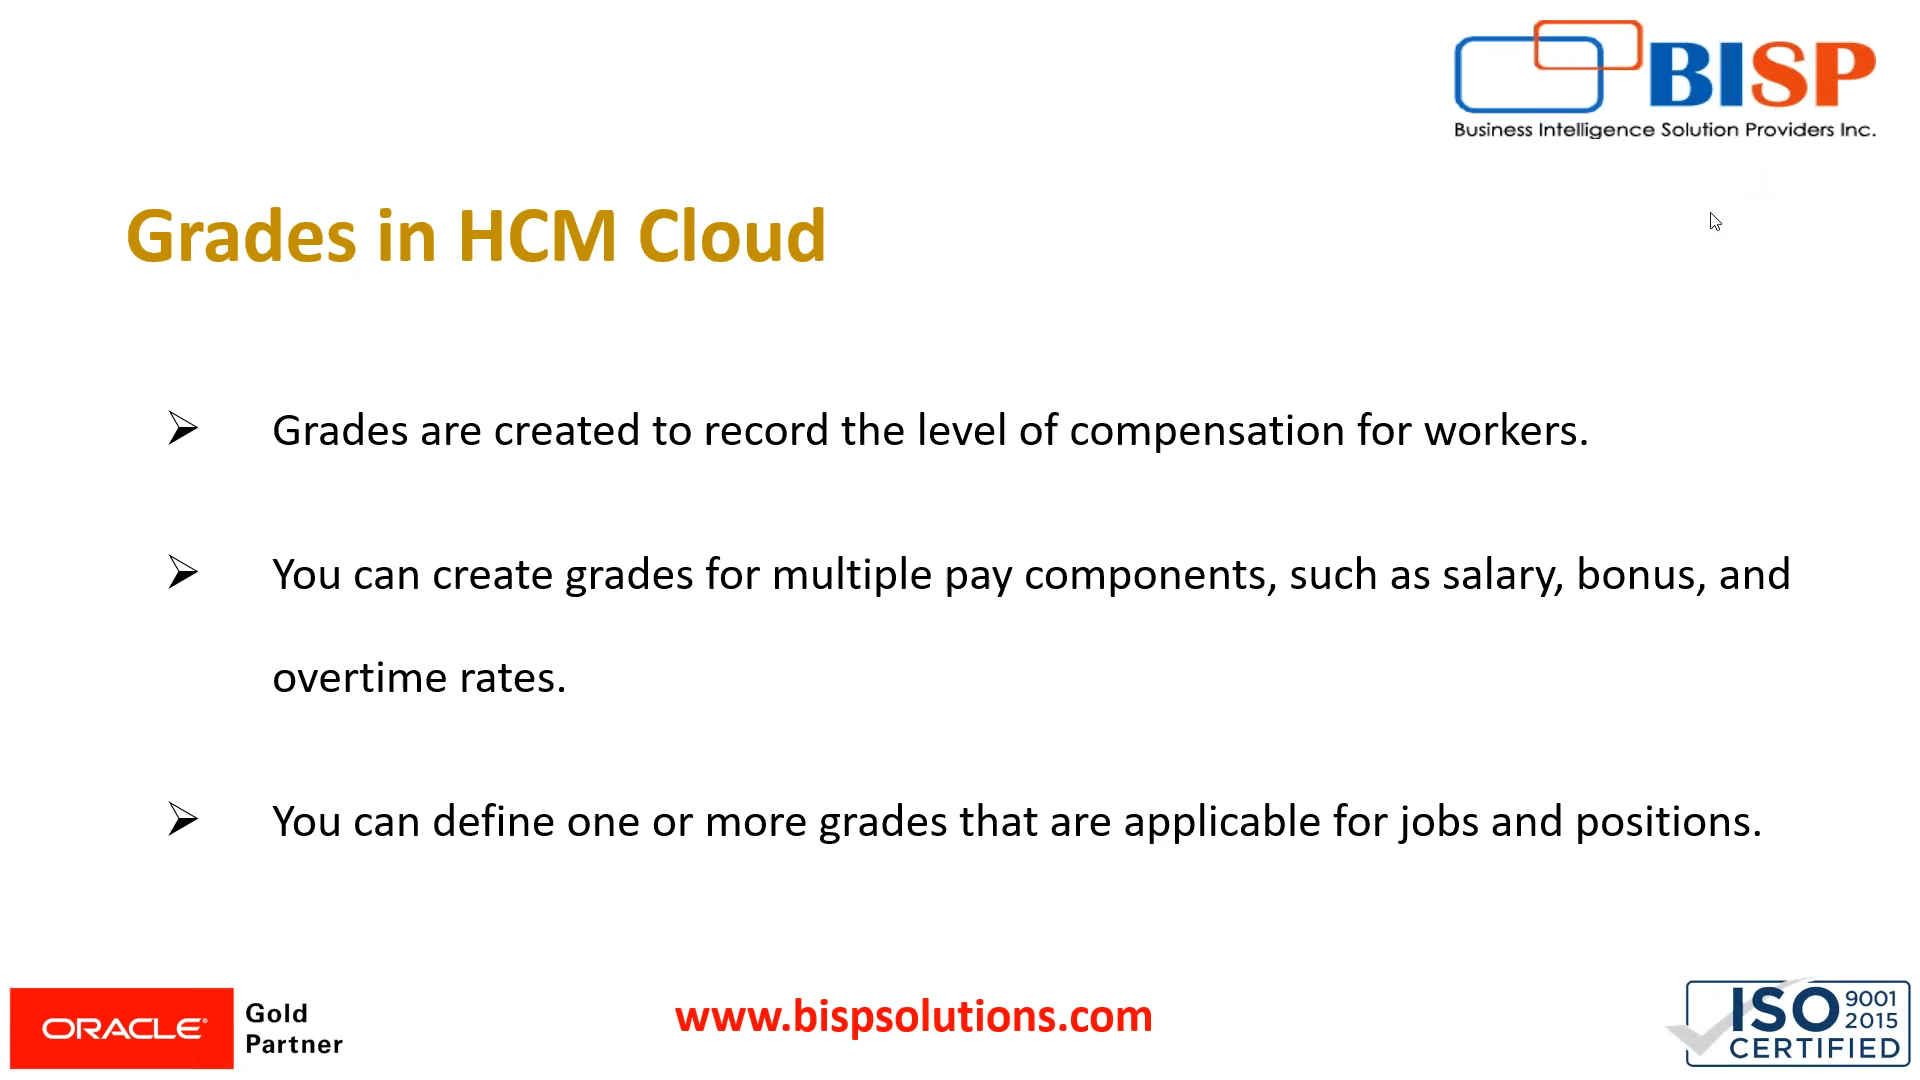 BISP
Business Intelligence Solution Providers Inc.
Grades in HCM Cloud
Grades are created to record the level of compensation for workers.
You can create grades for multiple pay components, such as salary, bonus, and
overtime rates.
You can define one or more grades that are applicable for jobs and positions.
ORACLE® Gold
Partner
www.bispsolutions.com
ISO 9001
2015
CERTIFIED